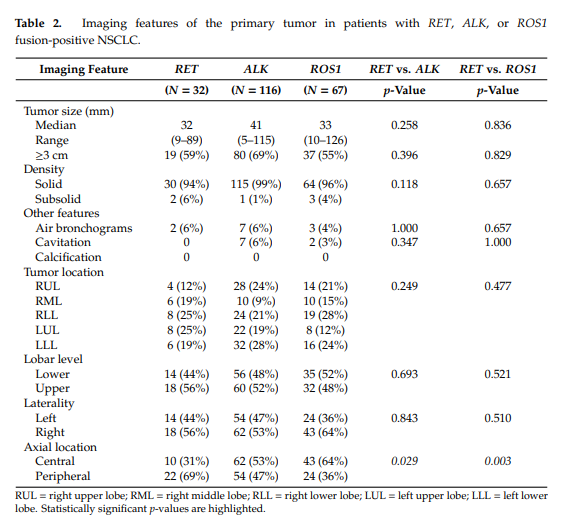 Table 2. Imaging features of the primary tumor in patients with RET, ALK, or ROS1
fusion-positive NSCLC.
Imaging Feature RET ALK ROS1 RET vs. ALK RET vs. ROS1
(N = 32) (N = 116) (N = 67) p-Value p-Value
Tumor size (mm)
Median 32 41 33 0.258 0.836
Range (9–89) (5–115) (10–126)
≥3 cm 19 (59%) 80 (69%) 37 (55%) 0.396 0.829
Density
Solid 30 (94%) 115 (99%) 64 (96%) 0.118 0.657
Subsolid 2 (6%) 1 (1%) 3 (4%)
Other features
Air bronchograms 2 (6%) 7 (6%) 3 (4%) 1.000 0.657
Cavitation 0 7 (6%) 2 (3%) 0.347 1.000
Calcification 0 0 0
Tumor location
RUL 4 (12%) 28 (24%) 14 (21%) 0.249 0.477
RML 6 (19%) 10 (9%) 10 (15%)
RLL 8 (25%) 24 (21%) 19 (28%)
LUL 8 (25%) 22 (19%) 8 (12%)
LLL 6 (19%) 32 (28%) 16 (24%)
Lobar level
Lower 14 (44%) 56 (48%) 35 (52%) 0.693 0.521
Upper 18 (56%) 60 (52%) 32 (48%)
Laterality
Left 14 (44%) 54 (47%) 24 (36%) 0.843 0.510
Right 18 (56%) 62 (53%) 43 (64%)
Axial location
Central 10 (31%) 62 (53%) 43 (64%) 0.029 0.003
Peripheral 22 (69%) 54 (47%) 24 (36%)
RUL = right upper lobe; RML = right middle lobe; RLL = right lower lobe; LUL = left upper lobe; LLL = left lower
lobe. Statistically significant p-values are highlighted.